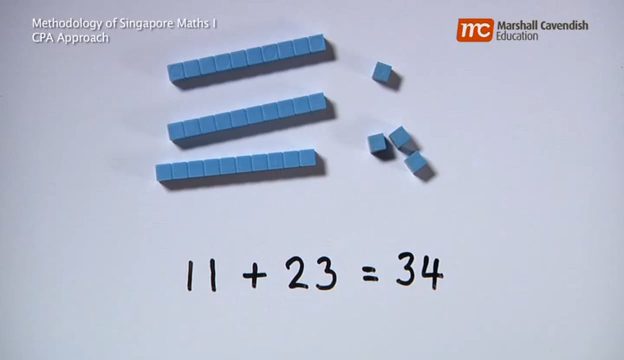 Methodology of Singapore Maths I
CPA Approach
mc Marshall Cavendish
Education
11 + 23 = 34